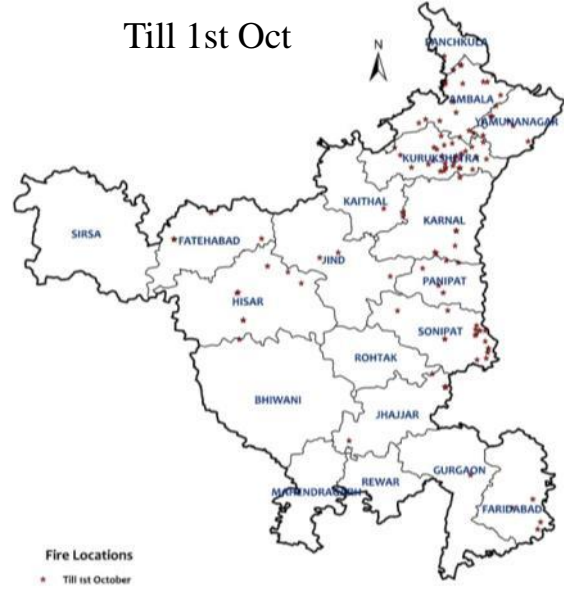 Till 1st Oct
N
PANCHKULA
AMBALA
YAMUNANAGAR
KURUKSHETRA
KAITHAL
KARNAL
SIRSA
FATEHABAD
JIND
PANIPAT
HISAR
SONIPAT
ROHTAK
BHIWANI
JHAJJAR
GURGAON
MAHINDRAGARH
REWAR
FARIDABAD
Fire Locations
Till 1st October